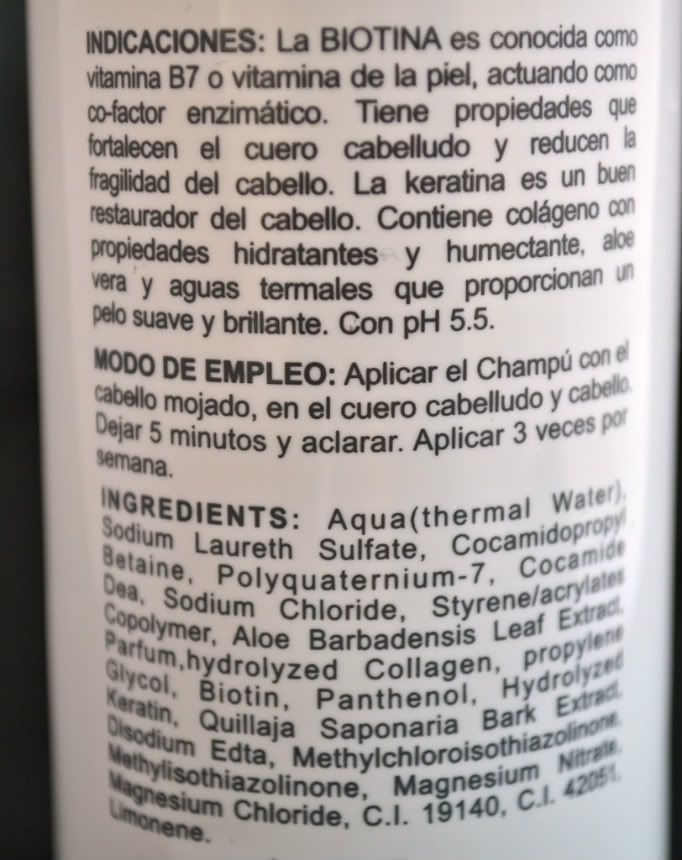 INDICACIONES: La BIOTINA es conocida como
vitamina B7 o vitamina de la piel, actuando como
co-factor enzimático. Tiene propiedades que
fortalecen el cuero cabelludo y reducen la
fragilidad del cabello. La keratina es un buen
restaurador del cabello. Contiene colágeno con
propiedades hidratantes y humectante, aloe
vera y aguas termales que proporcionan un
pelo suave y brillante. Con pH 5.5.
MODO DE EMPLEO: Aplicar el Champú con el
cabello mojado, en el cuero cabelludo y cabello.
Dejar 5 minutos y aclarar. Aplicar 3 veces por
semana.
INGREDIENTS: Aqua(thermal Water),
Sodium Laureth Sulfate, Cocamidopropyl
Betaine, Polyquaternium-7, Cocamide
Dea, Sodium Chloride, Styrene/acrylates
Copolymer, Aloe Barbadensis Leaf Extract,
Parfum,hydrolyzed Collagen, propylene
Glycol, Biotin, Panthenol, Hydrolyzed
Keratin, Quillaja Saponaria Bark Extract,
Disodium Edta, Methylchloroisothiazolinone,
Methylisothiazolinone, Magnesium Nitrate,
Magnesium Chloride, C.I. 19140, C.I. 42051,
Limonene.